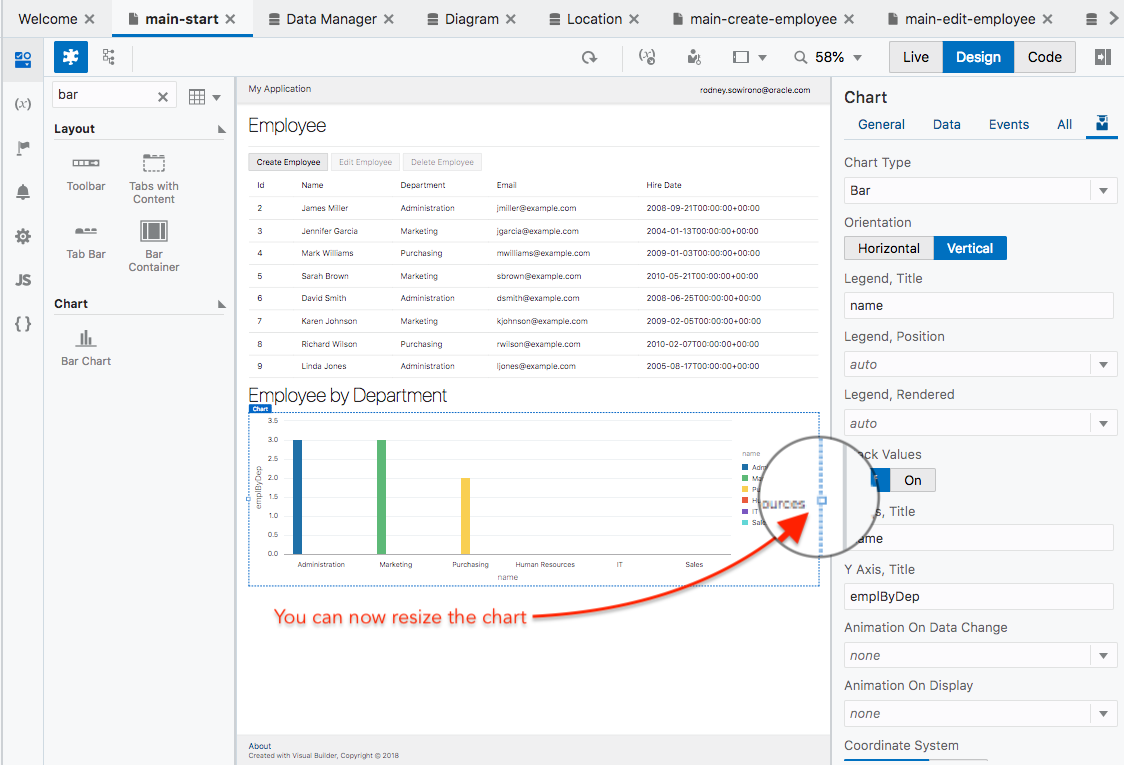 Welcome
main-start
Data Manager
Diagram
Location
main-create-employee
main-edit-employee
58%
Live
Design
Code
(x)
JS
{ }
bar
Layout
Toolbar
Tabs with Content
Tab Bar
Bar Container
Chart
Bar Chart
My Application
rodney.sowirono@oracle.com
Employee
Create Employee
Edit Employee
Delete Employee
Id Name Department Email Hire Date
2 James Miller Administration jmiller@example.com 2008-09-21T00:00:00+00:00
3 Jennifer Garcia Marketing jgarcia@example.com 2004-01-13T00:00:00+00:00
4 Mark Williams Purchasing mwilliams@example.com 2009-01-03T00:00:00+00:00
5 Sarah Brown Marketing sbrown@example.com 2010-05-21T00:00:00+00:00
6 David Smith Administration dsmith@example.com 2008-06-25T00:00:00+00:00
7 Karen Johnson Marketing kjohnson@example.com 2009-02-05T00:00:00+00:00
8 Richard Wilson Purchasing rwilson@example.com 2010-02-07T00:00:00+00:00
9 Linda Jones Administration ljones@example.com 2005-08-17T00:00:00+00:00
Employee by Department
Chart
3.5
3.0
2.5
2.0
1.5
1.0
0.5
0.0
emplByDep
Administration Marketing Purchasing Human Resources IT Sales
name
name
Adm
Ma
Pu
IT
Sale
ources
You can now resize the chart
About
Created with Visual Builder, Copyright © 2018
Chart
General
Data
Events
All
Chart Type
Bar
Orientation
Horizontal
Vertical
Legend, Title
name
Legend, Position
auto
Legend, Rendered
auto
ck Values
On
s, Title
ame
Y Axis, Title
emplByDep
Animation On Data Change
none
Animation On Display
none
Coordinate System